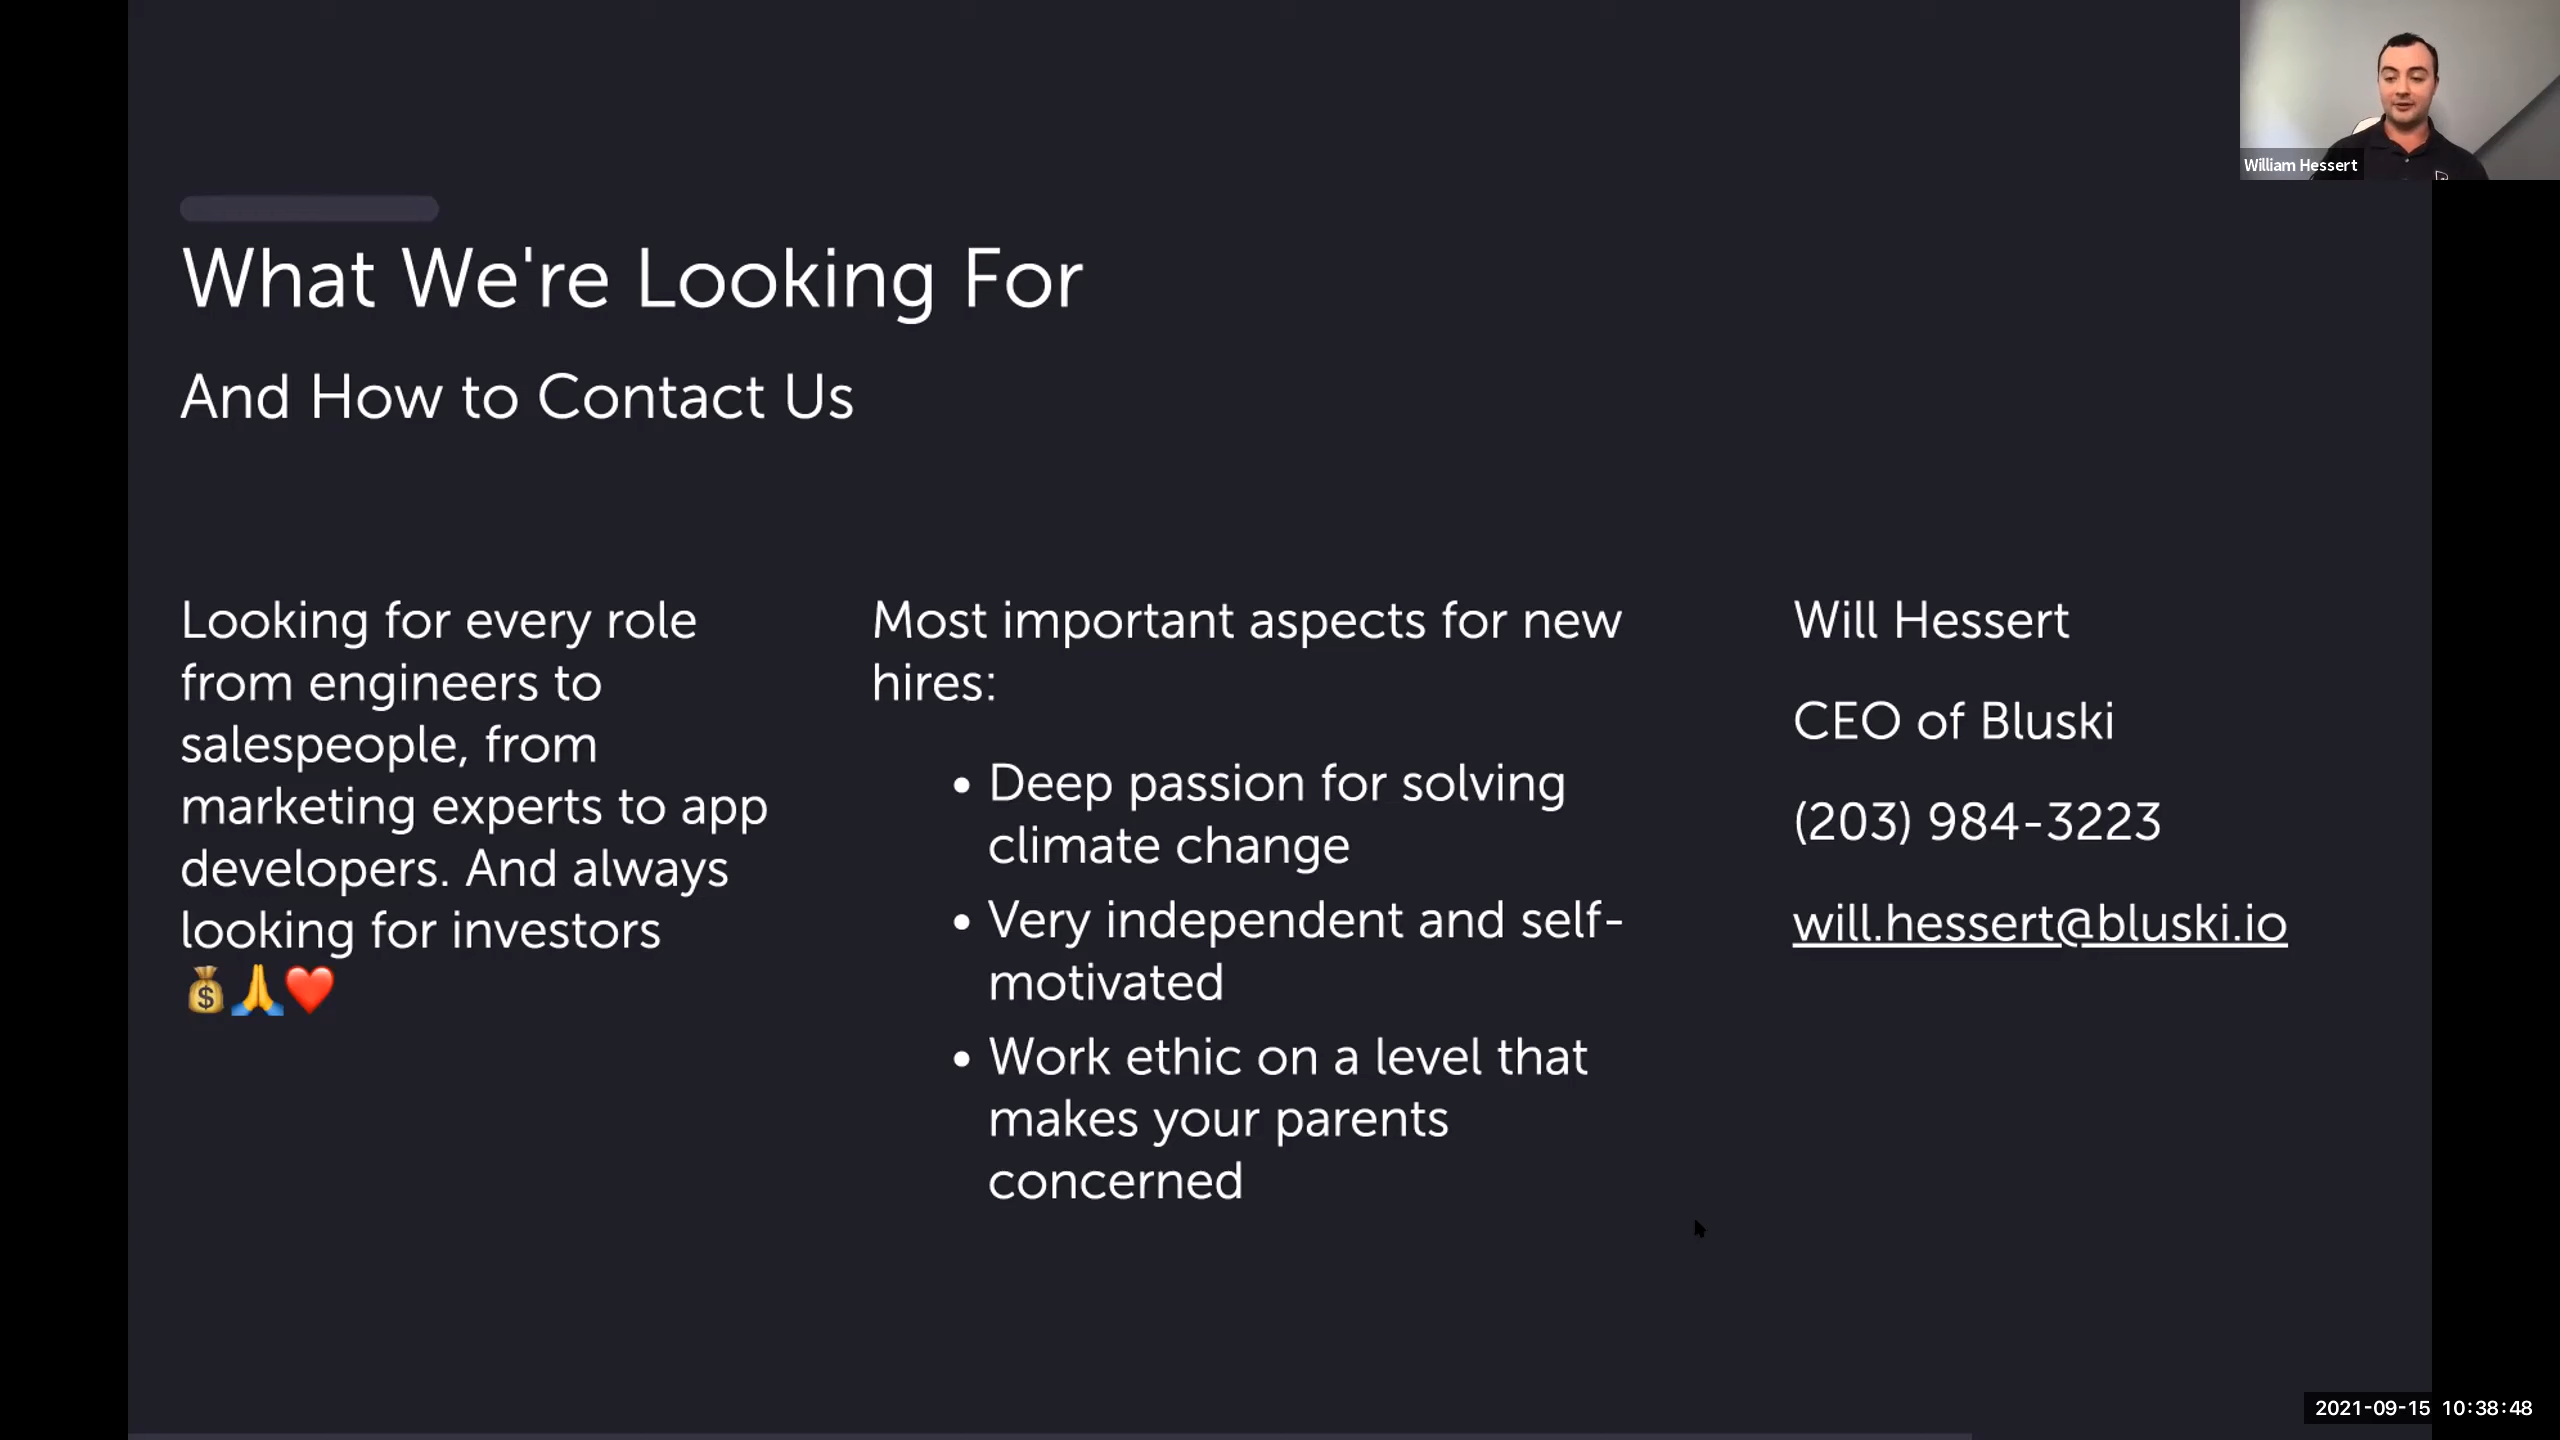 William Hessert
What We're Looking For
And How to Contact Us
Looking for every role
from engineers to
salespeople, from
marketing experts to app
developers. And always
looking for investors
💰🙏❤️
Most important aspects for new
hires:
• Deep passion for solving
climate change
• Very independent and self-
motivated
• Work ethic on a level that
makes your parents
concerned
Will Hessert
CEO of Bluski
(203) 984-3223
will.hessert@bluski.io
2021-09-15 10:38:48